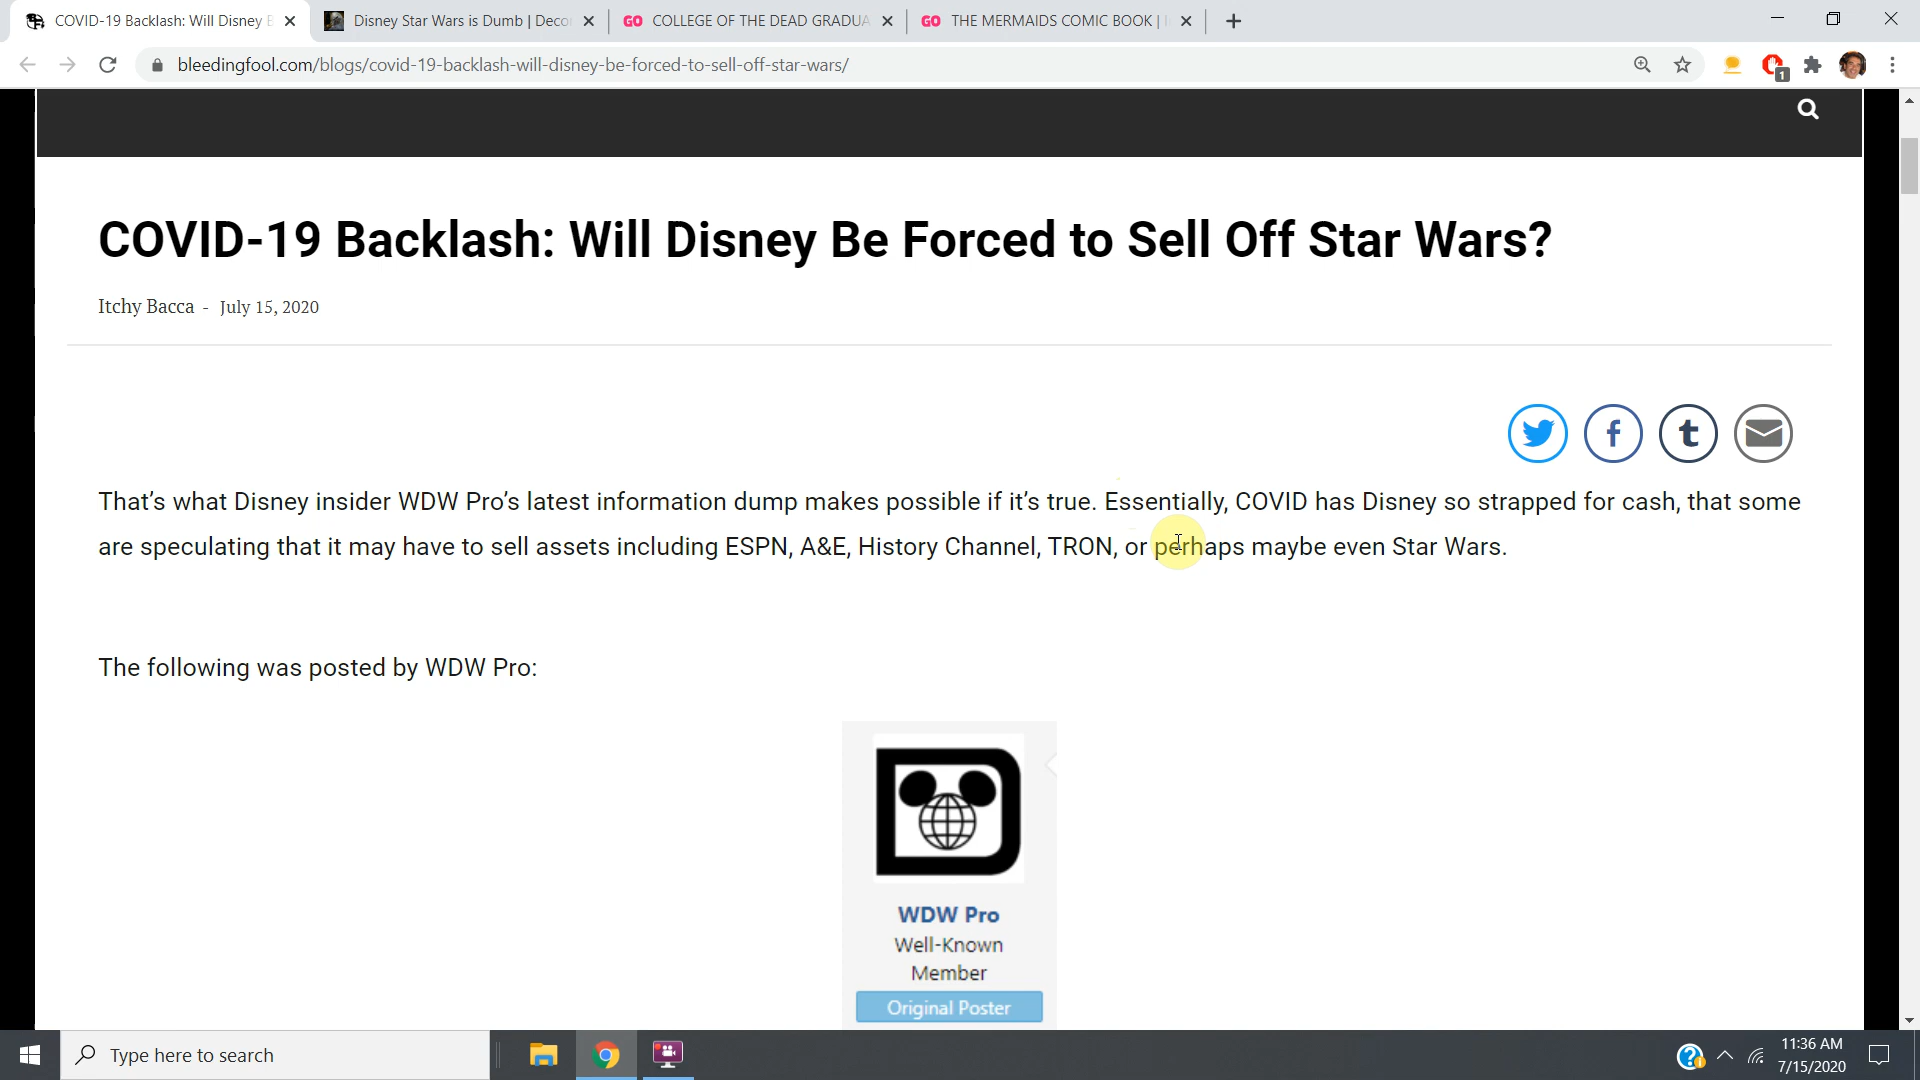 COVID-19 Backlash: Will Disney B
Disney Star Wars is Dumb | Deco
GO COLLEGE OF THE DEAD GRADUA
GO THE MERMAIDS COMIC BOOK | I
bleedingfool.com/blogs/covid-19-backlash-will-disney-be-forced-to-sell-off-star-wars/
1
COVID-19 Backlash: Will Disney Be Forced to Sell Off Star Wars?
Itchy Bacca - July 15, 2020
That's what Disney insider WDW Pro's latest information dump makes possible if it's true. Essentially, COVID has Disney so strapped for cash, that some
are speculating that it may have to sell assets including ESPN, A&E, History Channel, TRON, or perhaps maybe even Star Wars.
The following was posted by WDW Pro:
WDW Pro
Well-Known
Member
Original Poster
Type here to search
11:36 AM
7/15/2020